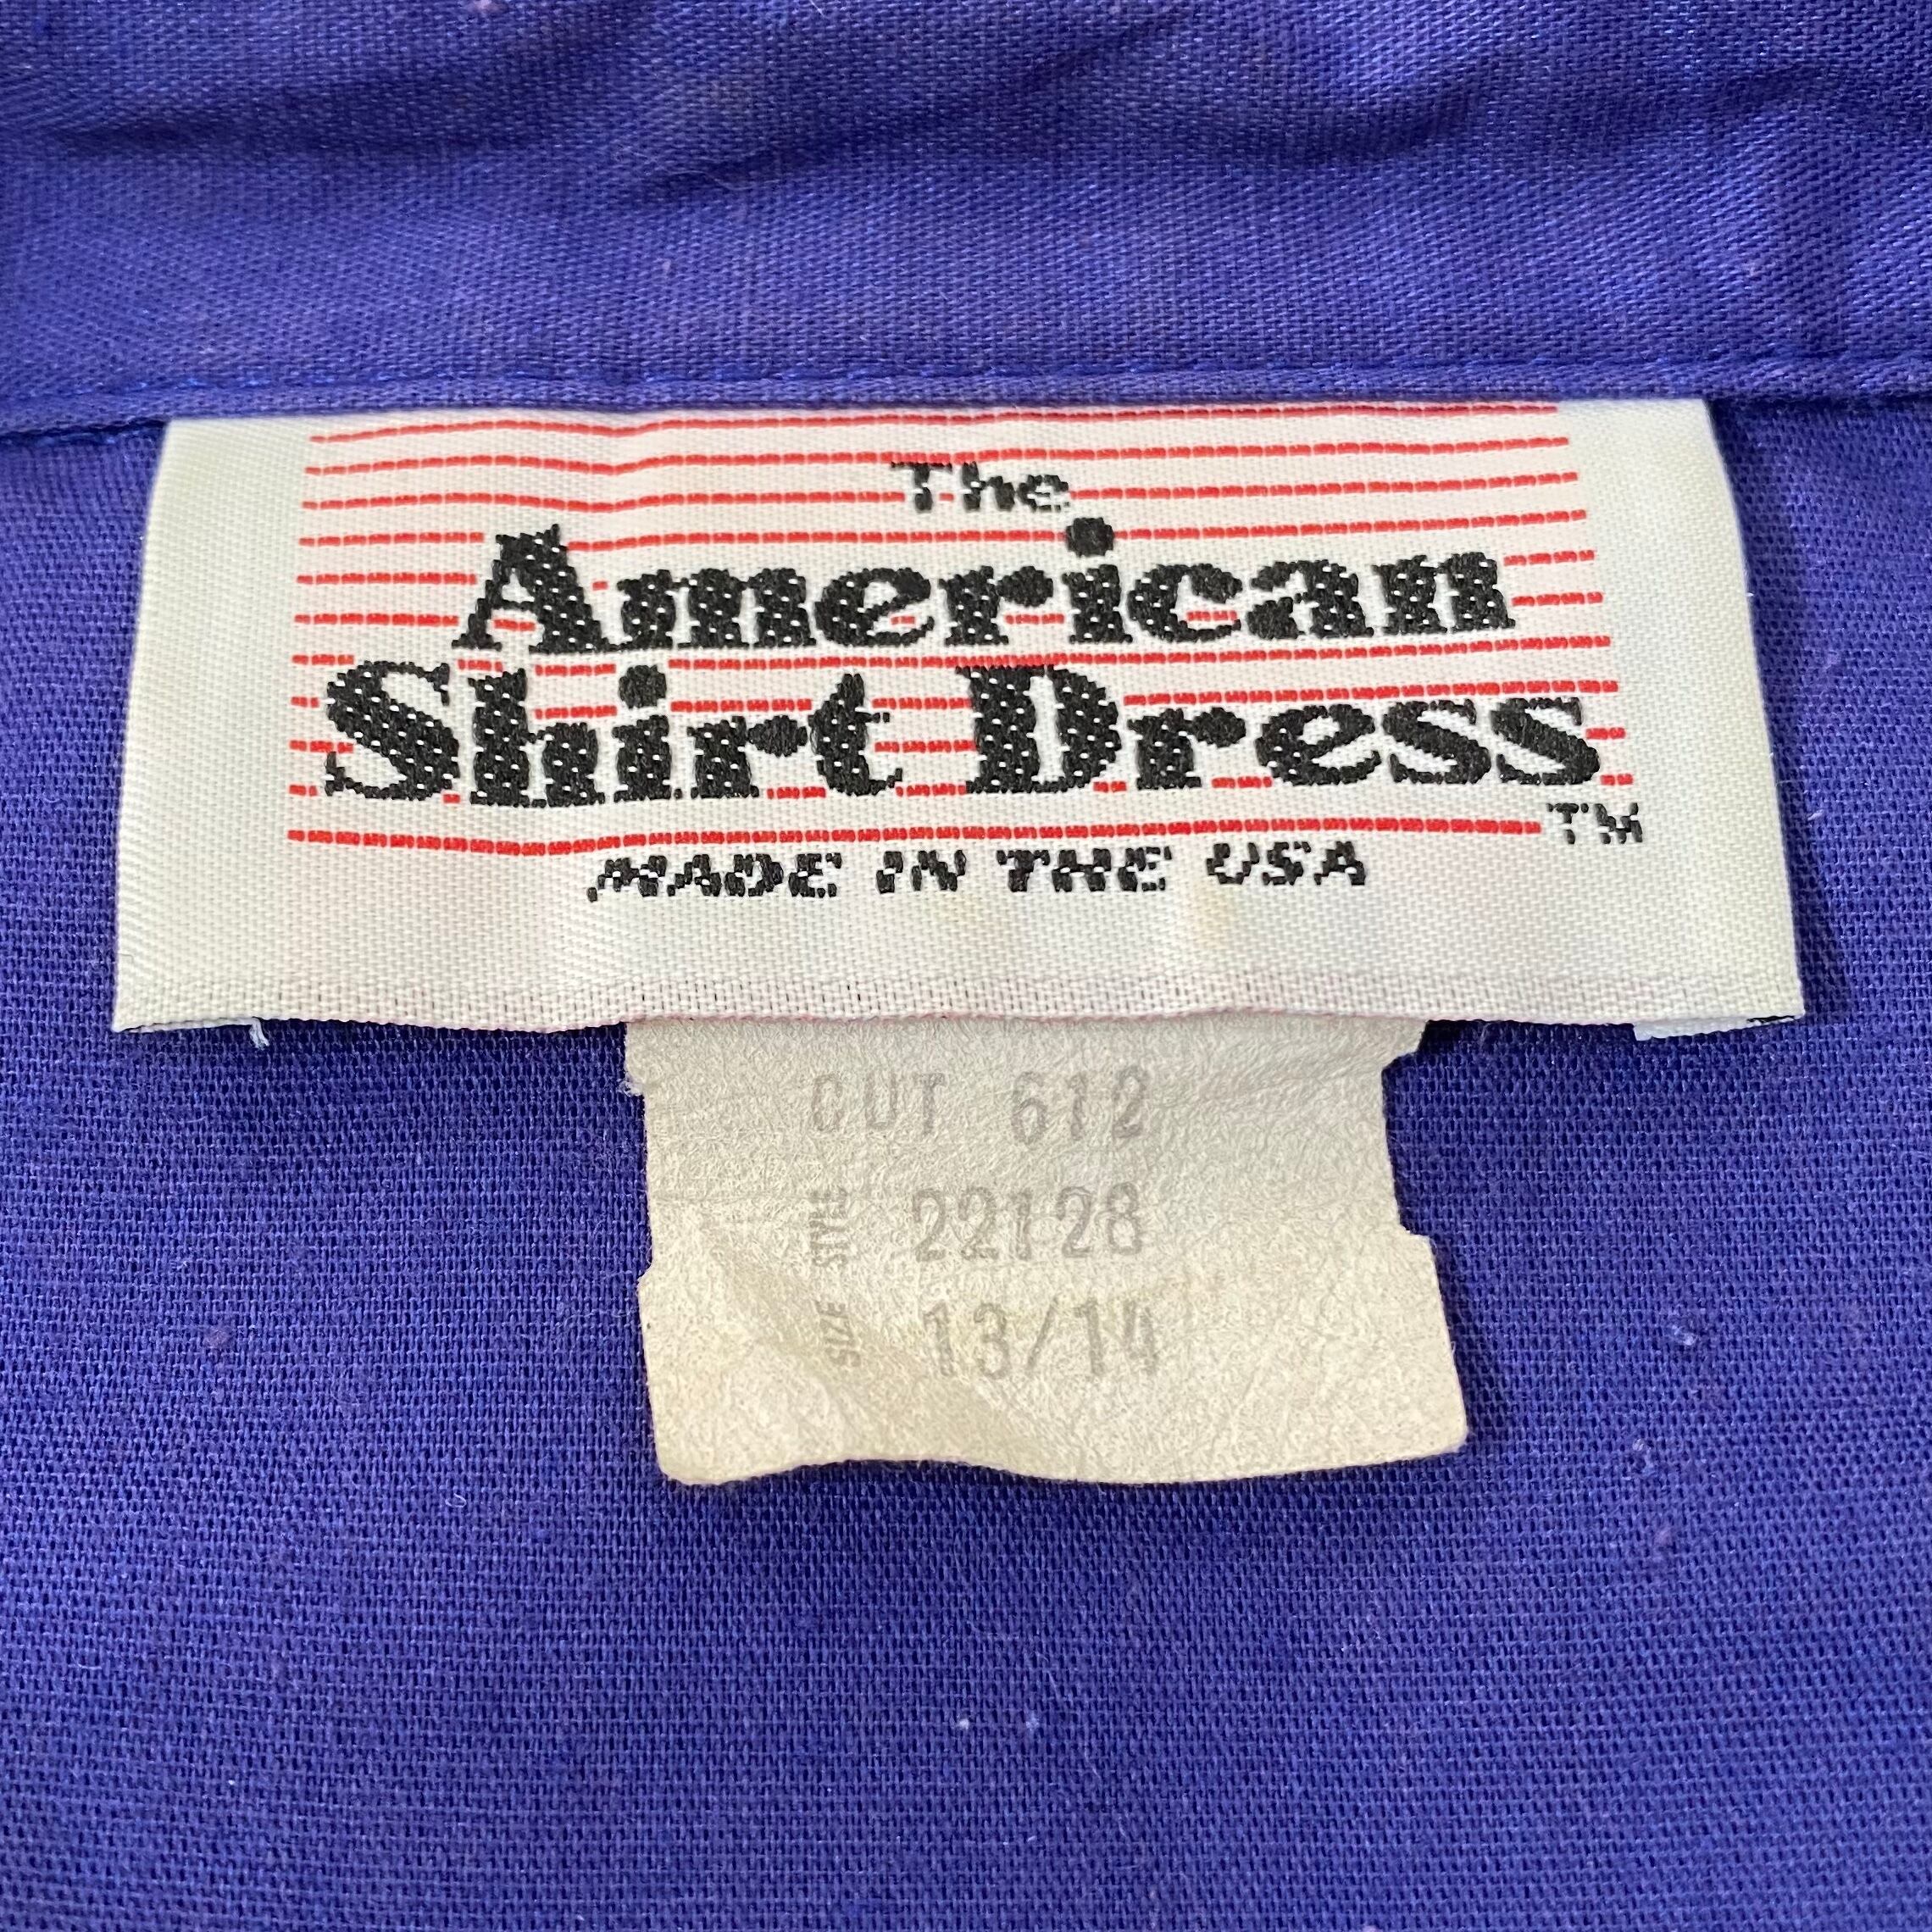 The
American
Shirt Dress
TM
MADE IN THE USA
CUT 612
STYLE 22128
SIZE 13/14